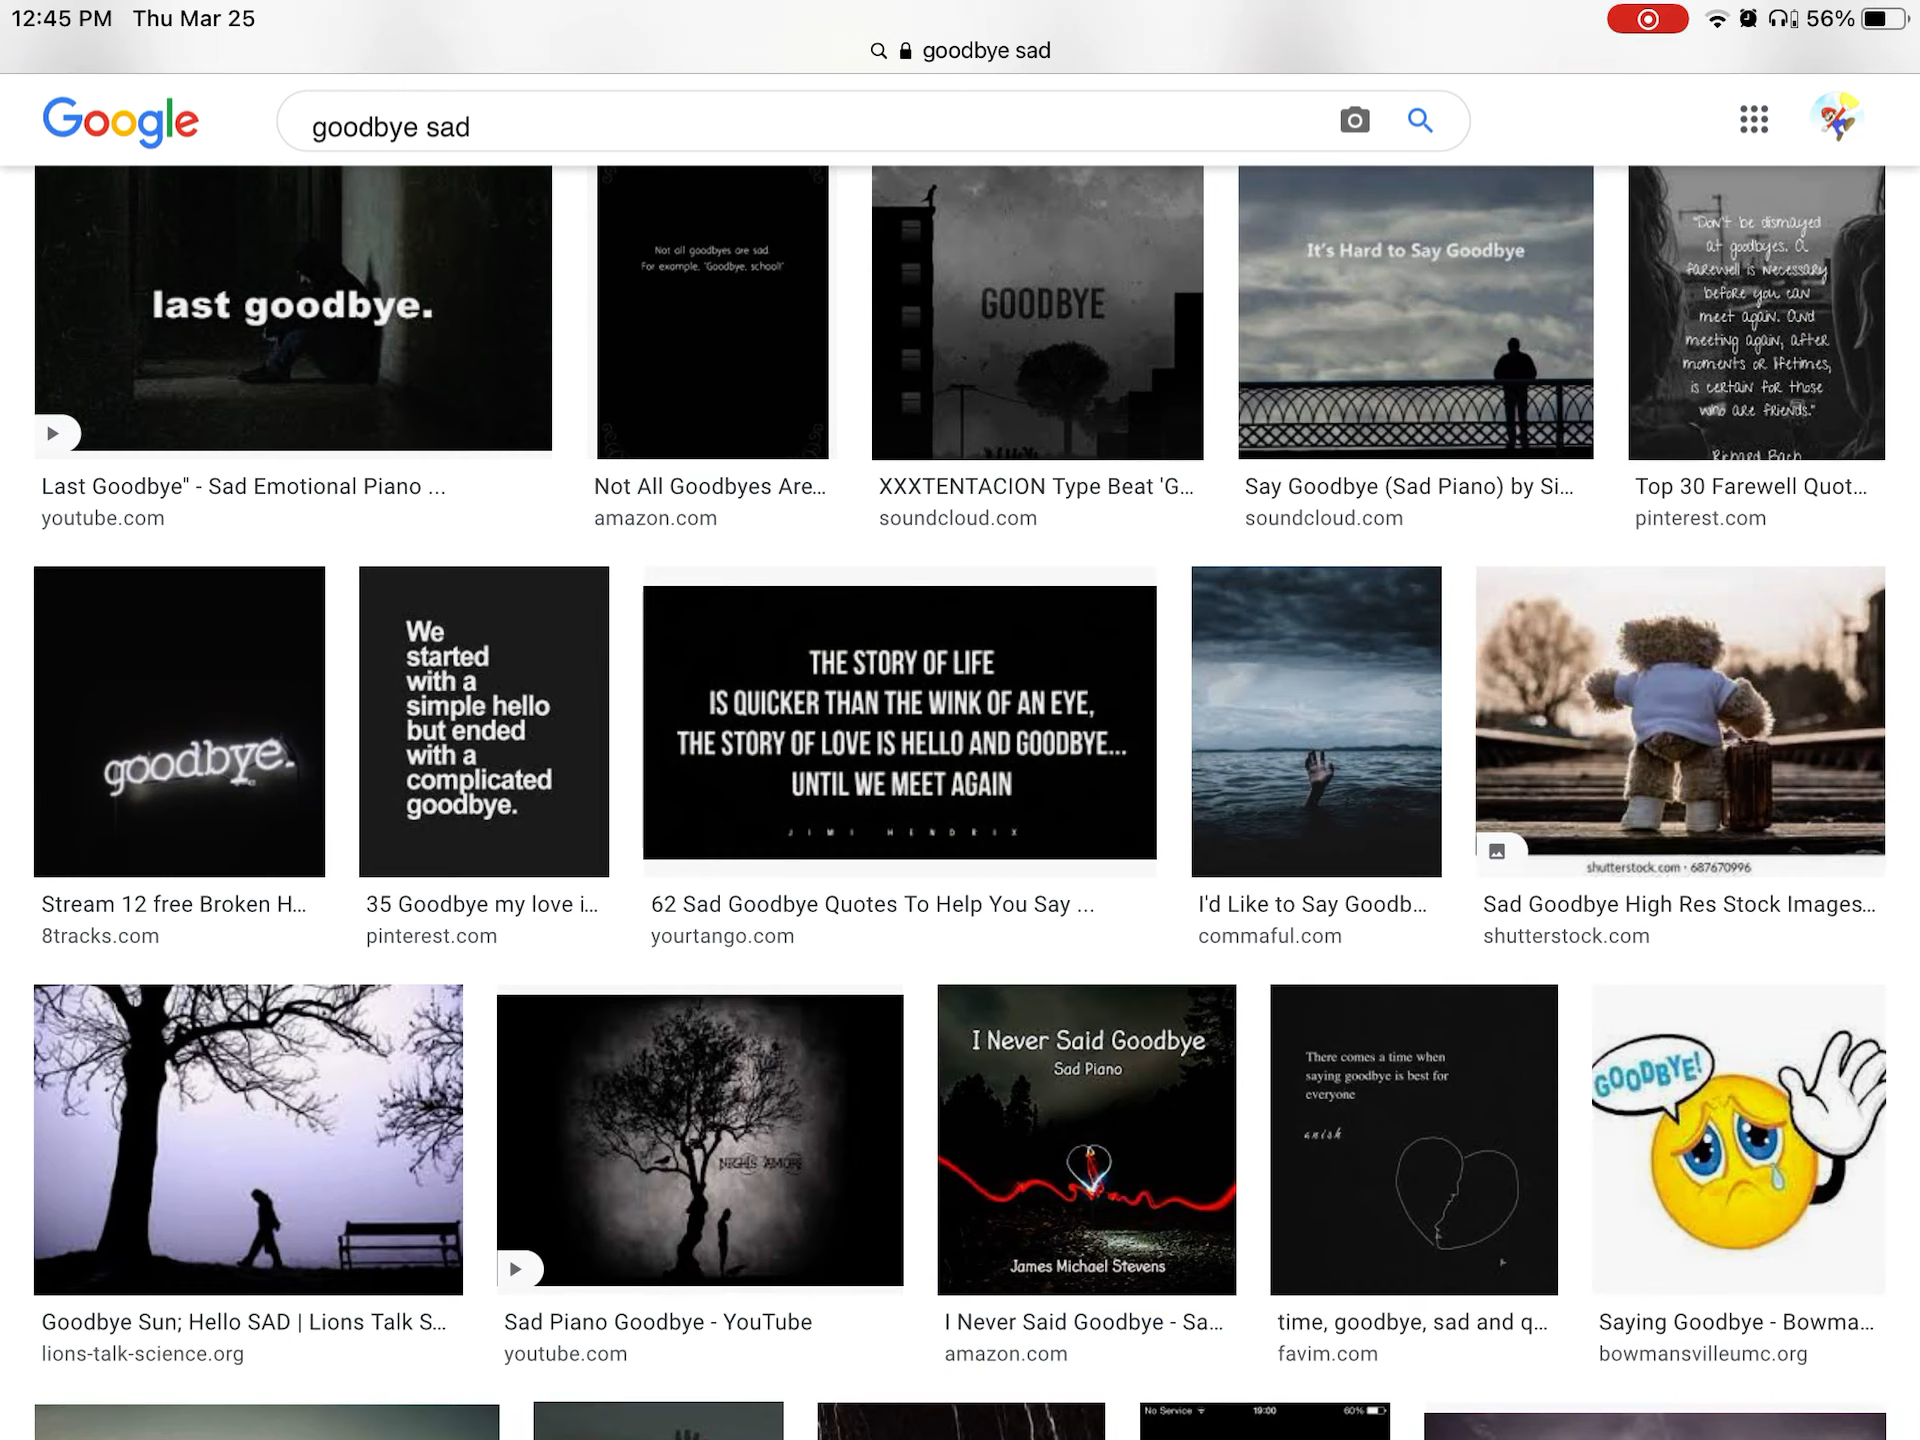 12:45 PM Thu Mar 25
56%
goodbye sad
Google
goodbye sad
last goodbye.
Not all goodbyes are sad.
For example, "Goodbye, school!"
GOODBYE
It's Hard to Say Goodbye
"Don't be dismayed
at goodbyes. A
farewell is necessary
before you can
meet again. And
meeting again, after
moments or lifetimes,
is certain for those
who are friends."
Richard Bach
Last Goodbye" - Sad Emotional Piano ...
youtube.com
Not All Goodbyes Are...
amazon.com
XXXTENTACION Type Beat 'G...
soundcloud.com
Say Goodbye (Sad Piano) by Si...
soundcloud.com
Top 30 Farewell Quot...
pinterest.com
goodbye.
We
started
with a
simple hello
but ended
with a
complicated
goodbye.
THE STORY OF LIFE
IS QUICKER THAN THE WINK OF AN EYE,
THE STORY OF LOVE IS HELLO AND GOODBYE...
UNTIL WE MEET AGAIN
JIMI HENDRIX
shutterstock.com · 687670996
Stream 12 free Broken H...
8tracks.com
35 Goodbye my love i...
pinterest.com
62 Sad Goodbye Quotes To Help You Say ...
yourtango.com
I'd Like to Say Goodb...
commaful.com
Sad Goodbye High Res Stock Images...
shutterstock.com
I Never Said Goodbye
Sad Piano
James Michael Stevens
There comes a time when
saying goodbye is best for
everyone
anish
GOODBYE!
Goodbye Sun; Hello SAD | Lions Talk S...
lions-talk-science.org
Sad Piano Goodbye - YouTube
youtube.com
I Never Said Goodbye - Sa...
amazon.com
time, goodbye, sad and q...
favim.com
Saying Goodbye - Bowma...
bowmansvilleumc.org
No Service 19:00 60%